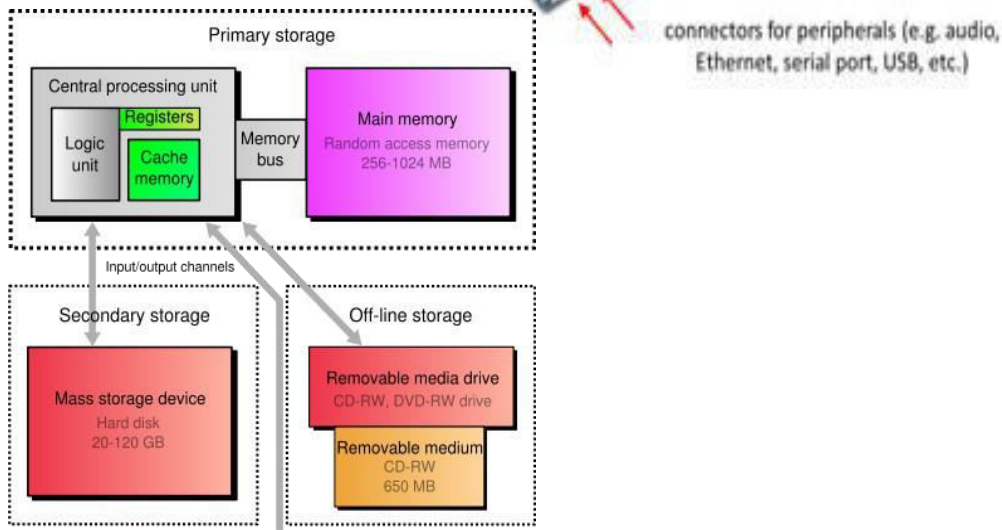 connectors for peripherals (e.g. audio,
Ethernet, serial port, USB, etc.)
Primary storage
Central processing unit
Registers
Logic
unit
Cache
memory
Memory
bus
Main memory
Random access memory
256-1024 MB
Input/output channels
Secondary storage
Mass storage device
Hard disk
20-120 GB
Off-line storage
Removable media drive
CD-RW, DVD-RW drive
Removable medium
CD-RW
650 MB